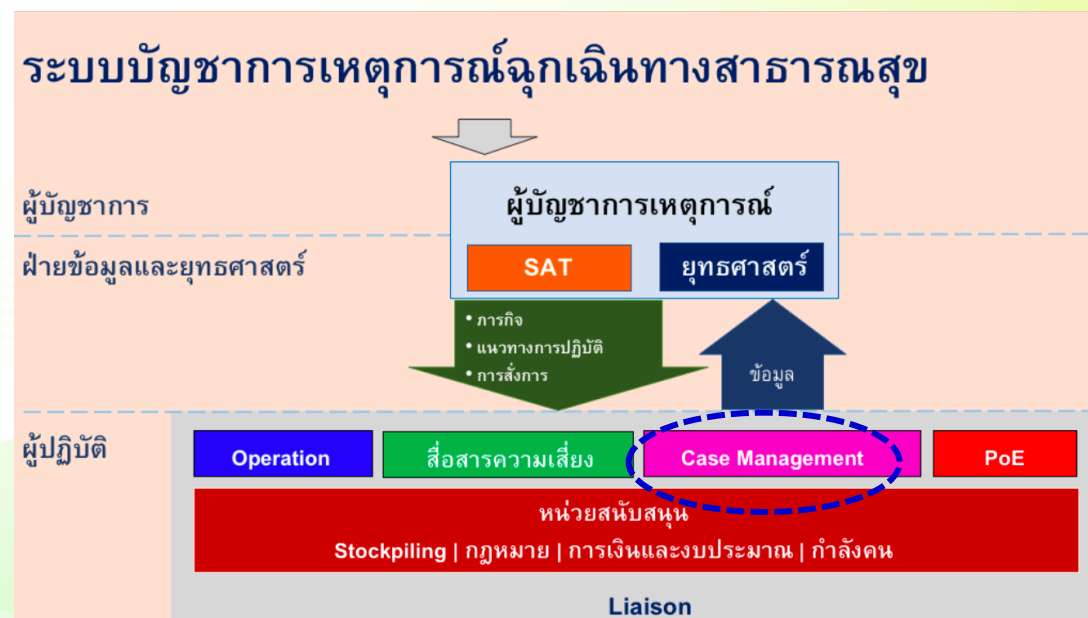 ระบบบัญชาการเหตุการณ์ฉุกเฉินทางสาธารณสุข
ผู้บัญชาการ
ผู้บัญชาการเหตุการณ์
ฝ่ายข้อมูลและยุทธศาสตร์
SAT
ยุทธศาสตร์
• ภารกิจ
• แนวทางการปฏิบัติ
• การสั่งการ
ข้อมูล
ผู้ปฏิบัติ
Operation
สื่อสารความเสี่ยง
Case Management
PoE
หน่วยสนับสนุน
Stockpiling | กฎหมาย | การเงินและงบประมาณ | กำลังคน
Liaison